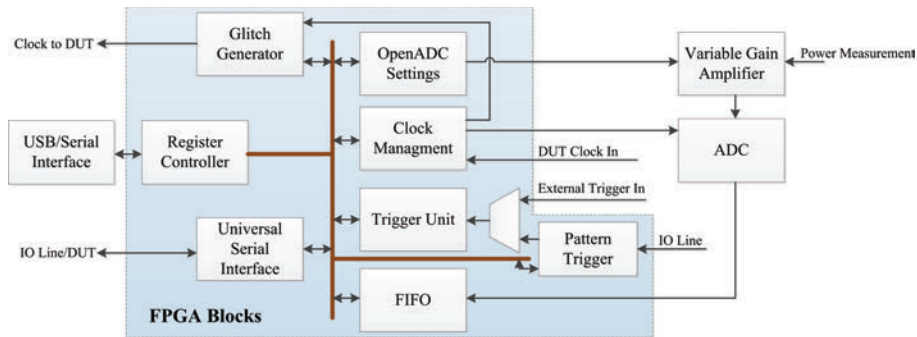 Clock to DUT
Glitch
Generator
OpenADC
Settings
Variable Gain
Amplifier
Power Measurement
USB/Serial
Interface
Register
Controller
Clock
Managment
ADC
DUT Clock In
External Trigger In
Trigger Unit
IO Line/DUT
Universal
Serial
Interface
Pattern
Trigger
IO Line
FIFO
FPGA Blocks